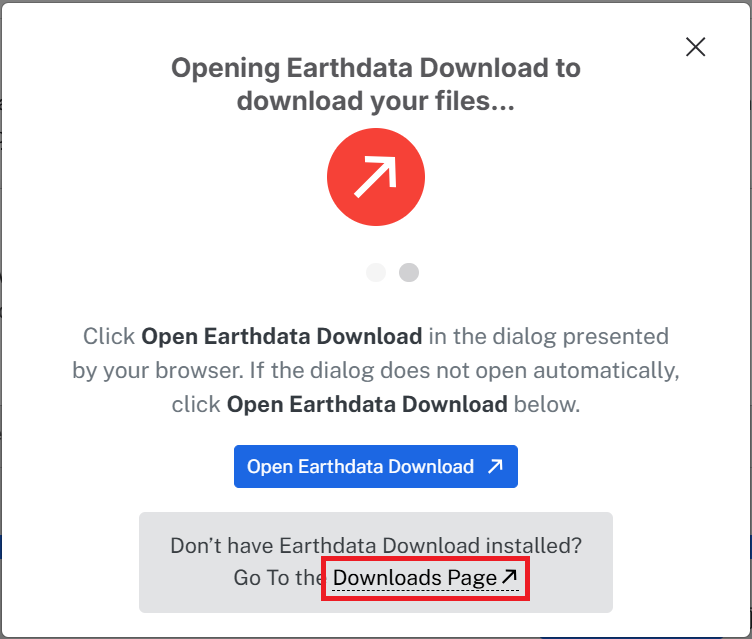 Opening Earthdata Download to
download your files...
Click Open Earthdata Download in the dialog presented
by your browser. If the dialog does not open automatically,
click Open Earthdata Download below.
Open Earthdata Download
Don’t have Earthdata Download installed?
Go To the Downloads Page